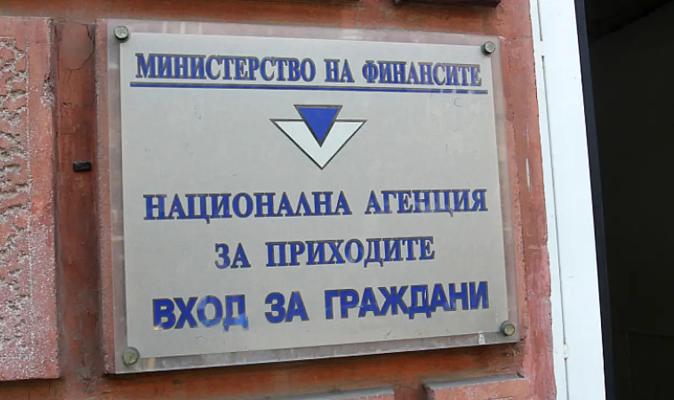 МИНИСТЕРСТВО НА ФИНАНСИТЕ
НАЦИОНАЛНА АГЕНЦИЯ
ЗА ПРИХОДИТЕ
ВХОД ЗА ГРАЖДАНИ